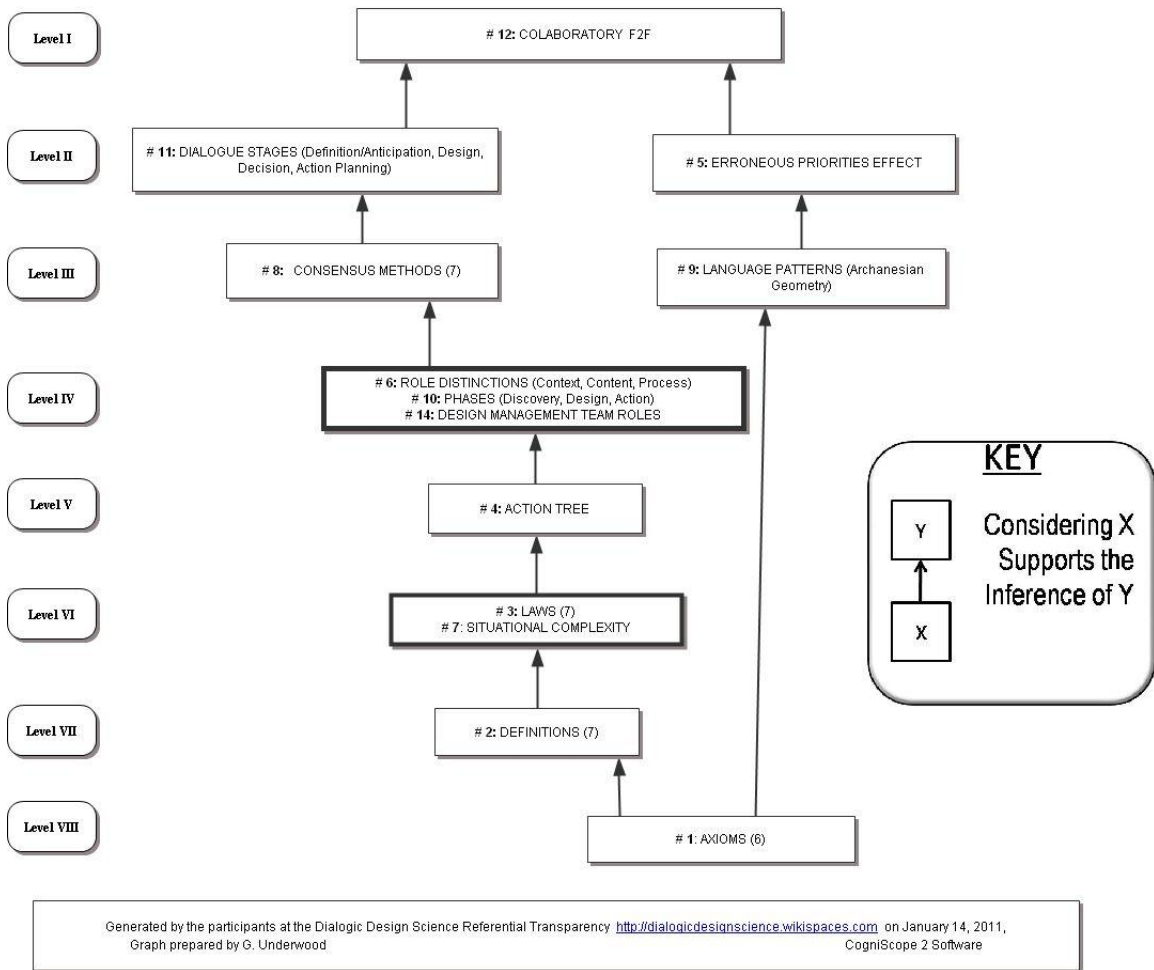 Level I
# 12: COLABORATORY F2F
Level II
# 11: DIALOGUE STAGES (Definition/Anticipation, Design,
Decision, Action Planning)
# 5: ERRONEOUS PRIORITIES EFFECT
Level III
# 8: CONSENSUS METHODS (7)
# 9: LANGUAGE PATTERNS (Archanesian
Geometry)
Level IV
# 6: ROLE DISTINCTIONS (Context, Content, Process)
# 10: PHASES (Discovery, Design, Action)
# 14: DESIGN MANAGEMENT TEAM ROLES
Level V
# 4: ACTION TREE
Level VI
# 3: LAWS (7)
# 7: SITUATIONAL COMPLEXITY
Level VII
# 2: DEFINITIONS (7)
Level VIII
# 1: AXIOMS (6)
KEY
Y
X
Considering X
Supports the
Inference of Y
Generated by the participants at the Dialogic Design Science Referential Transparency http://dialogicdesignscience.wikispaces.com on January 14, 2011,
Graph prepared by G. Underwood CogniScope 2 Software